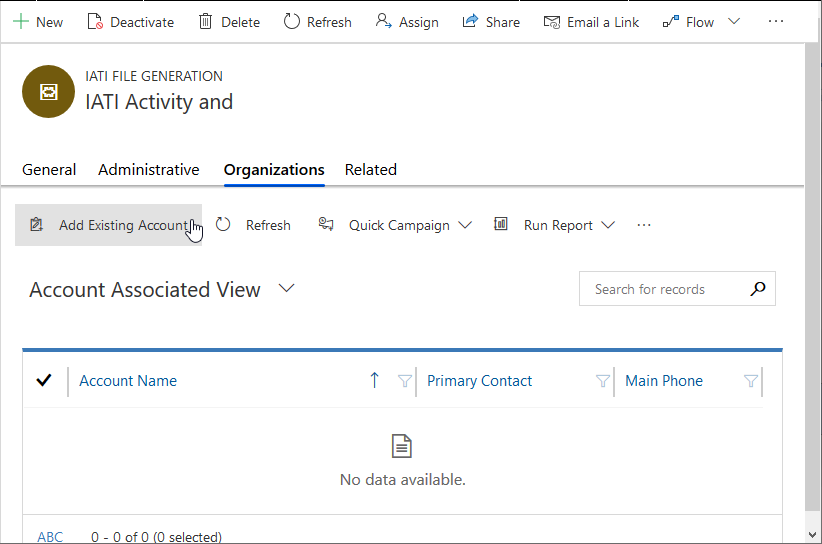 New Deactivate Delete Refresh Assign Share Email a Link Flow ...
IATI FILE GENERATION
IATI Activity and
General Administrative Organizations Related
Add Existing Account Refresh Quick Campaign Run Report ...
Account Associated View Search for records
Account Name Primary Contact Main Phone
No data available.
ABC 0 - 0 of 0 (0 selected)